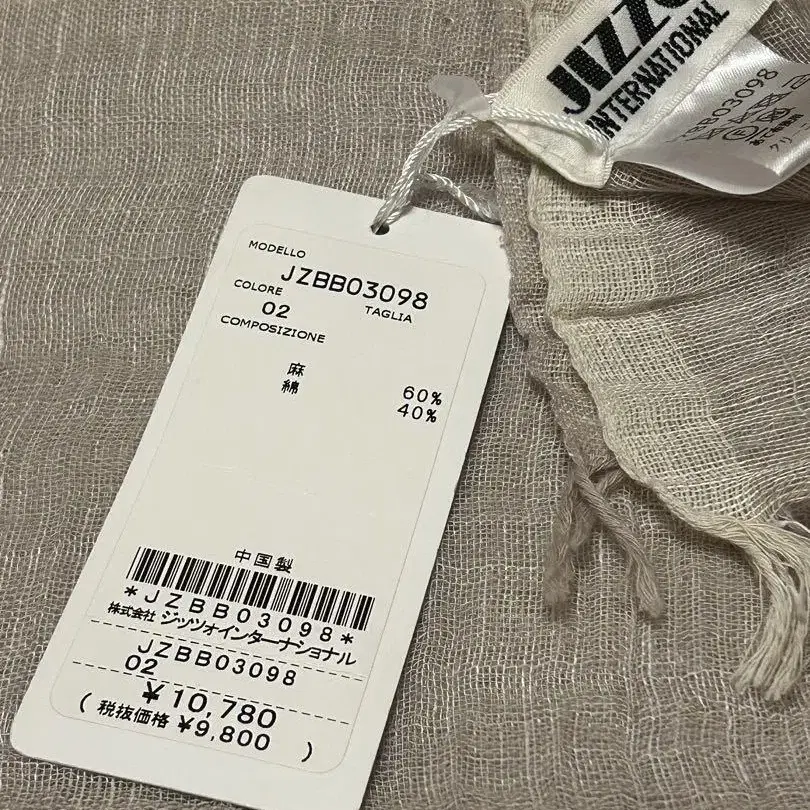 JIZZO
INTERNATIONAL
MODELLO
JZBB03098
COLORE
02
TAGLIA
COMPOSIZIONE
麻 60%
綿 40%
中国製
*JZBB03098*
株式会社 ジッツォインターナショナル
JZBB03098
02
¥10,780
( 税抜価格 ¥9,800 )